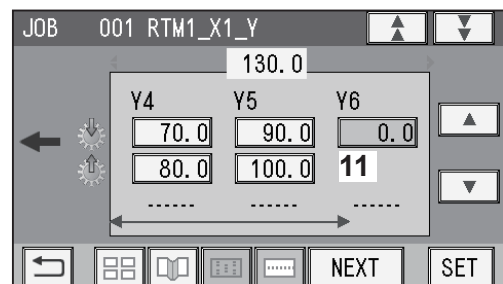 JOB 001 RTM1_X1_Y
130.0
Y4 Y5 Y6
70.0 90.0 0.0
80.0 100.0 11
------ ------ ------
NEXT SET